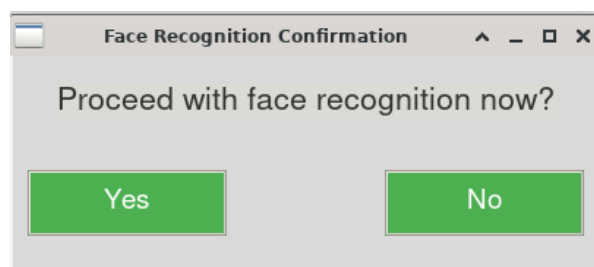 Face Recognition Confirmation
Proceed with face recognition now?
Yes
No